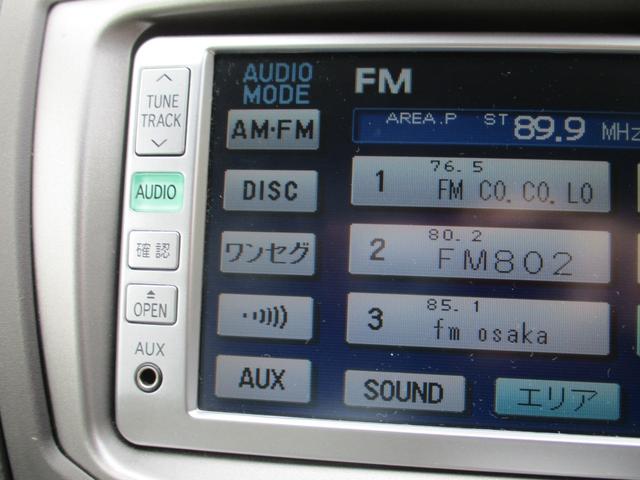 TUNE
TRACK
AUDIO
確認
OPEN
AUX
AUDIO
MODE
FM
AM・FM
AREA.P ST 89.9 MHz
DISC
1 76.5
FM CO.CO.LO
ワンセグ
2 80.2
FM802
3 85.1
fm osaka
AUX
SOUND
エリア